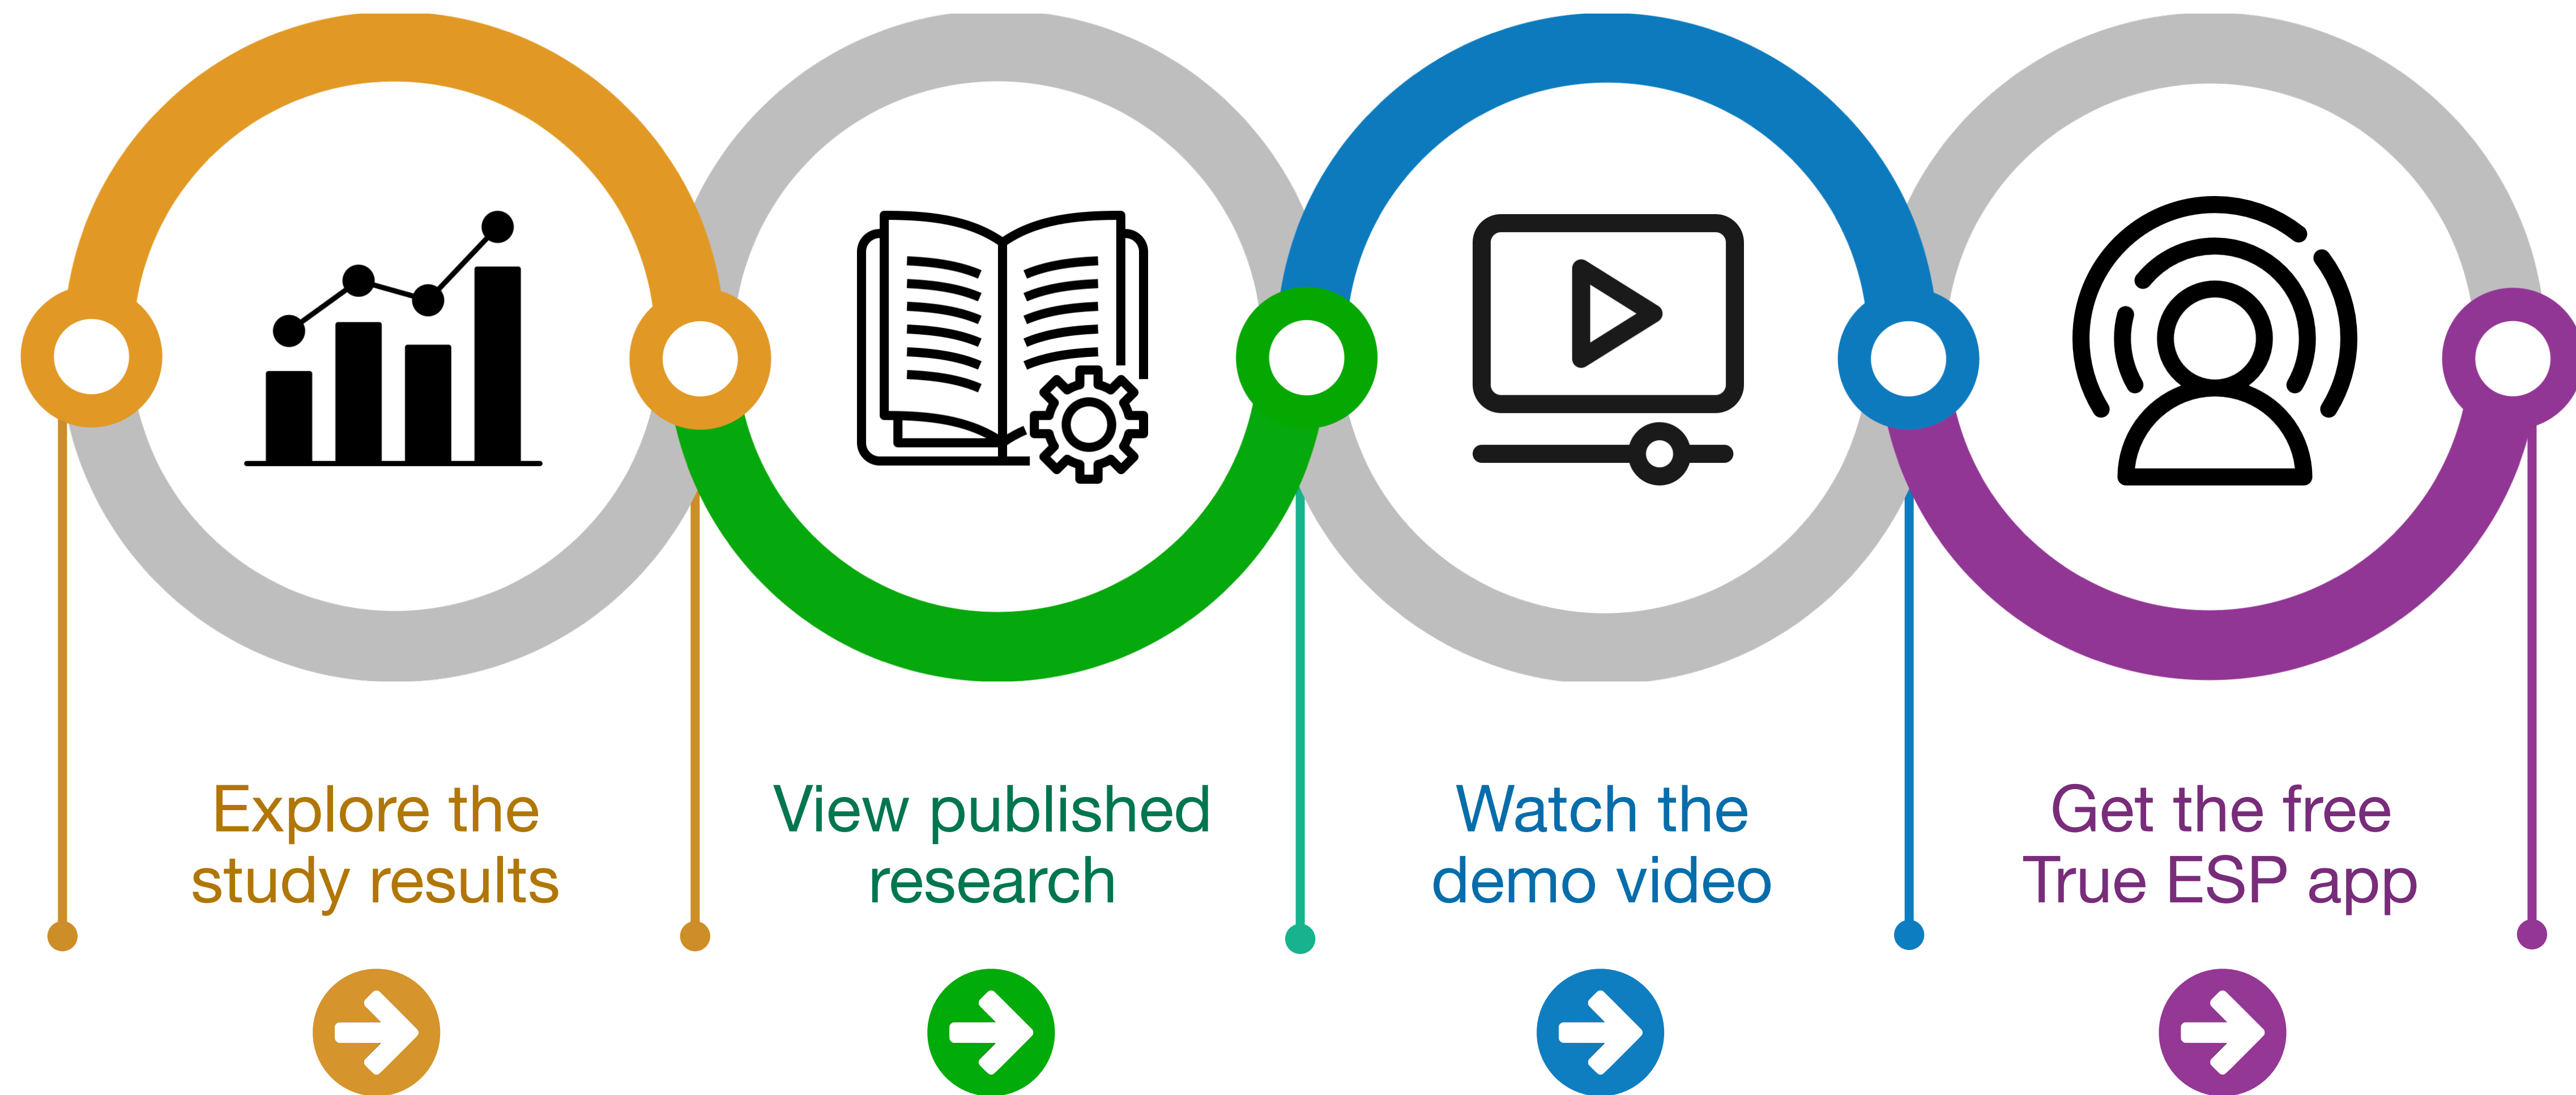 Explore the
study results
View published
research
Watch the
demo video
Get the free
True ESP app